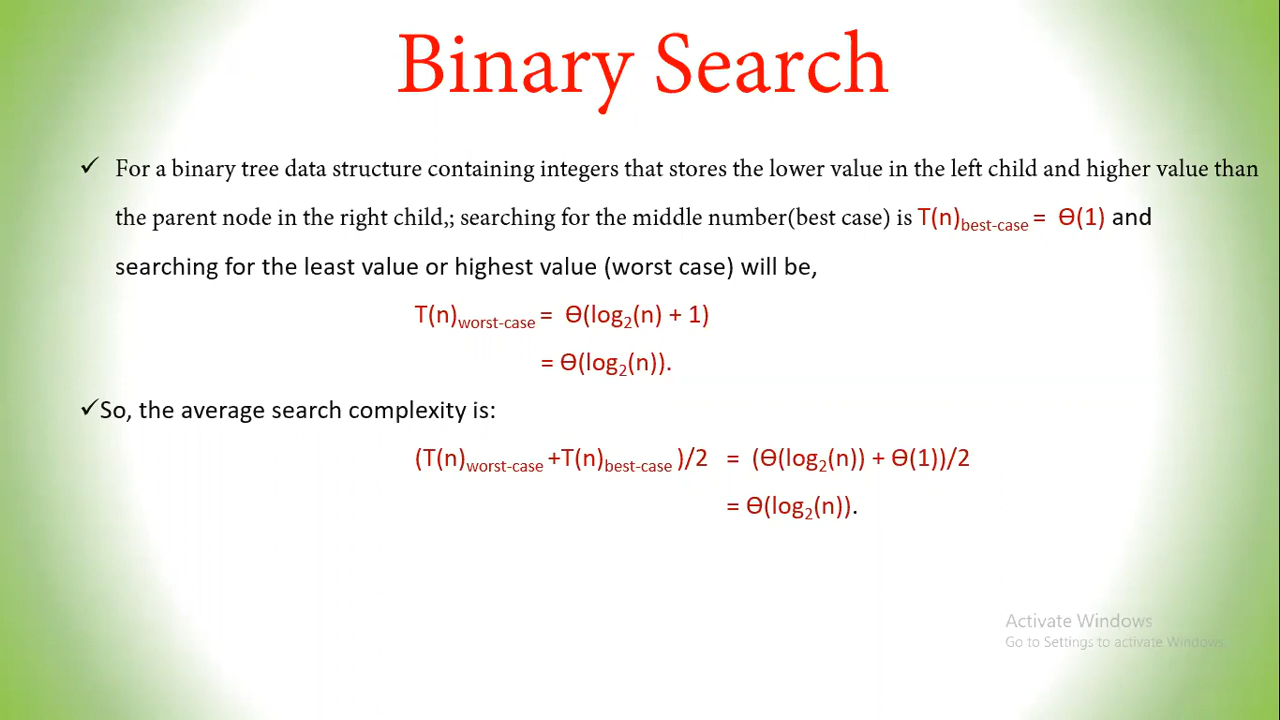 Binary Search
✓ For a binary tree data structure containing integers that stores the lower value in the left child and higher value than
the parent node in the right child,; searching for the middle number(best case) is T(n)best-case = Ɵ(1) and
searching for the least value or highest value (worst case) will be,
T(n)worst-case = Ɵ(log2(n) + 1)
= Ɵ(log2(n)).
✓So, the average search complexity is:
(T(n)worst-case +T(n)best-case )/2 = (Ɵ(log2(n)) + Ɵ(1))/2
= Ɵ(log2(n)).
Activate Windows
Go to Settings to activate Windows.